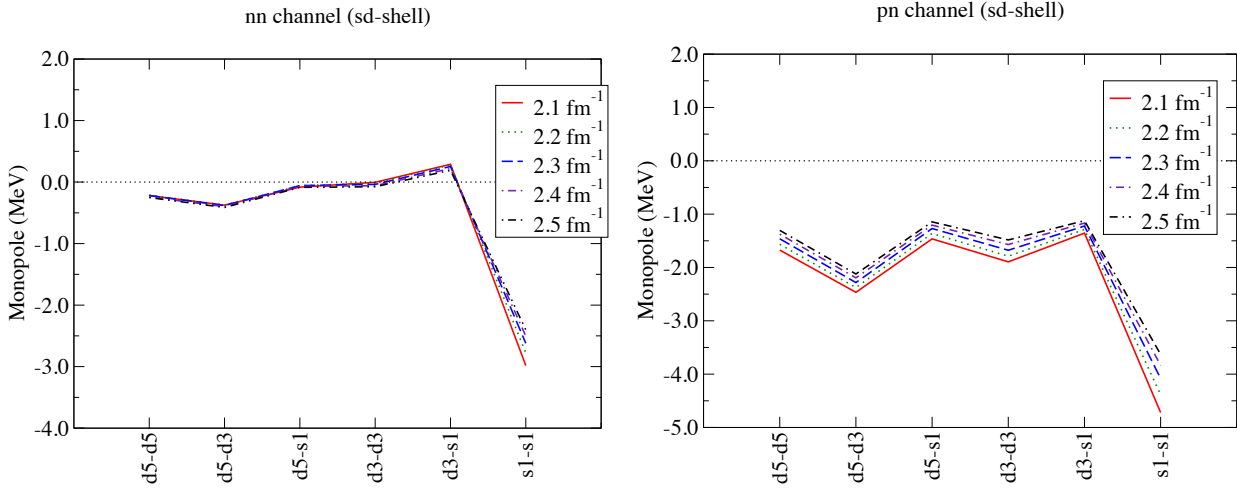 nn channel (sd-shell)
2.0
1.0
0.0
-1.0
-2.0
-3.0
-4.0
Monopole (MeV)
2.1 fm⁻¹
2.2 fm⁻¹
2.3 fm⁻¹
2.4 fm⁻¹
2.5 fm⁻¹
d5-d5
d5-d3
d5-s1
d3-d3
d3-s1
s1-s1
pn channel (sd-shell)
2.0
1.0
0.0
-1.0
-2.0
-3.0
-4.0
-5.0
Monopole (MeV)
2.1 fm⁻¹
2.2 fm⁻¹
2.3 fm⁻¹
2.4 fm⁻¹
2.5 fm⁻¹
d5-d5
d5-d3
d5-s1
d3-d3
d3-s1
s1-s1